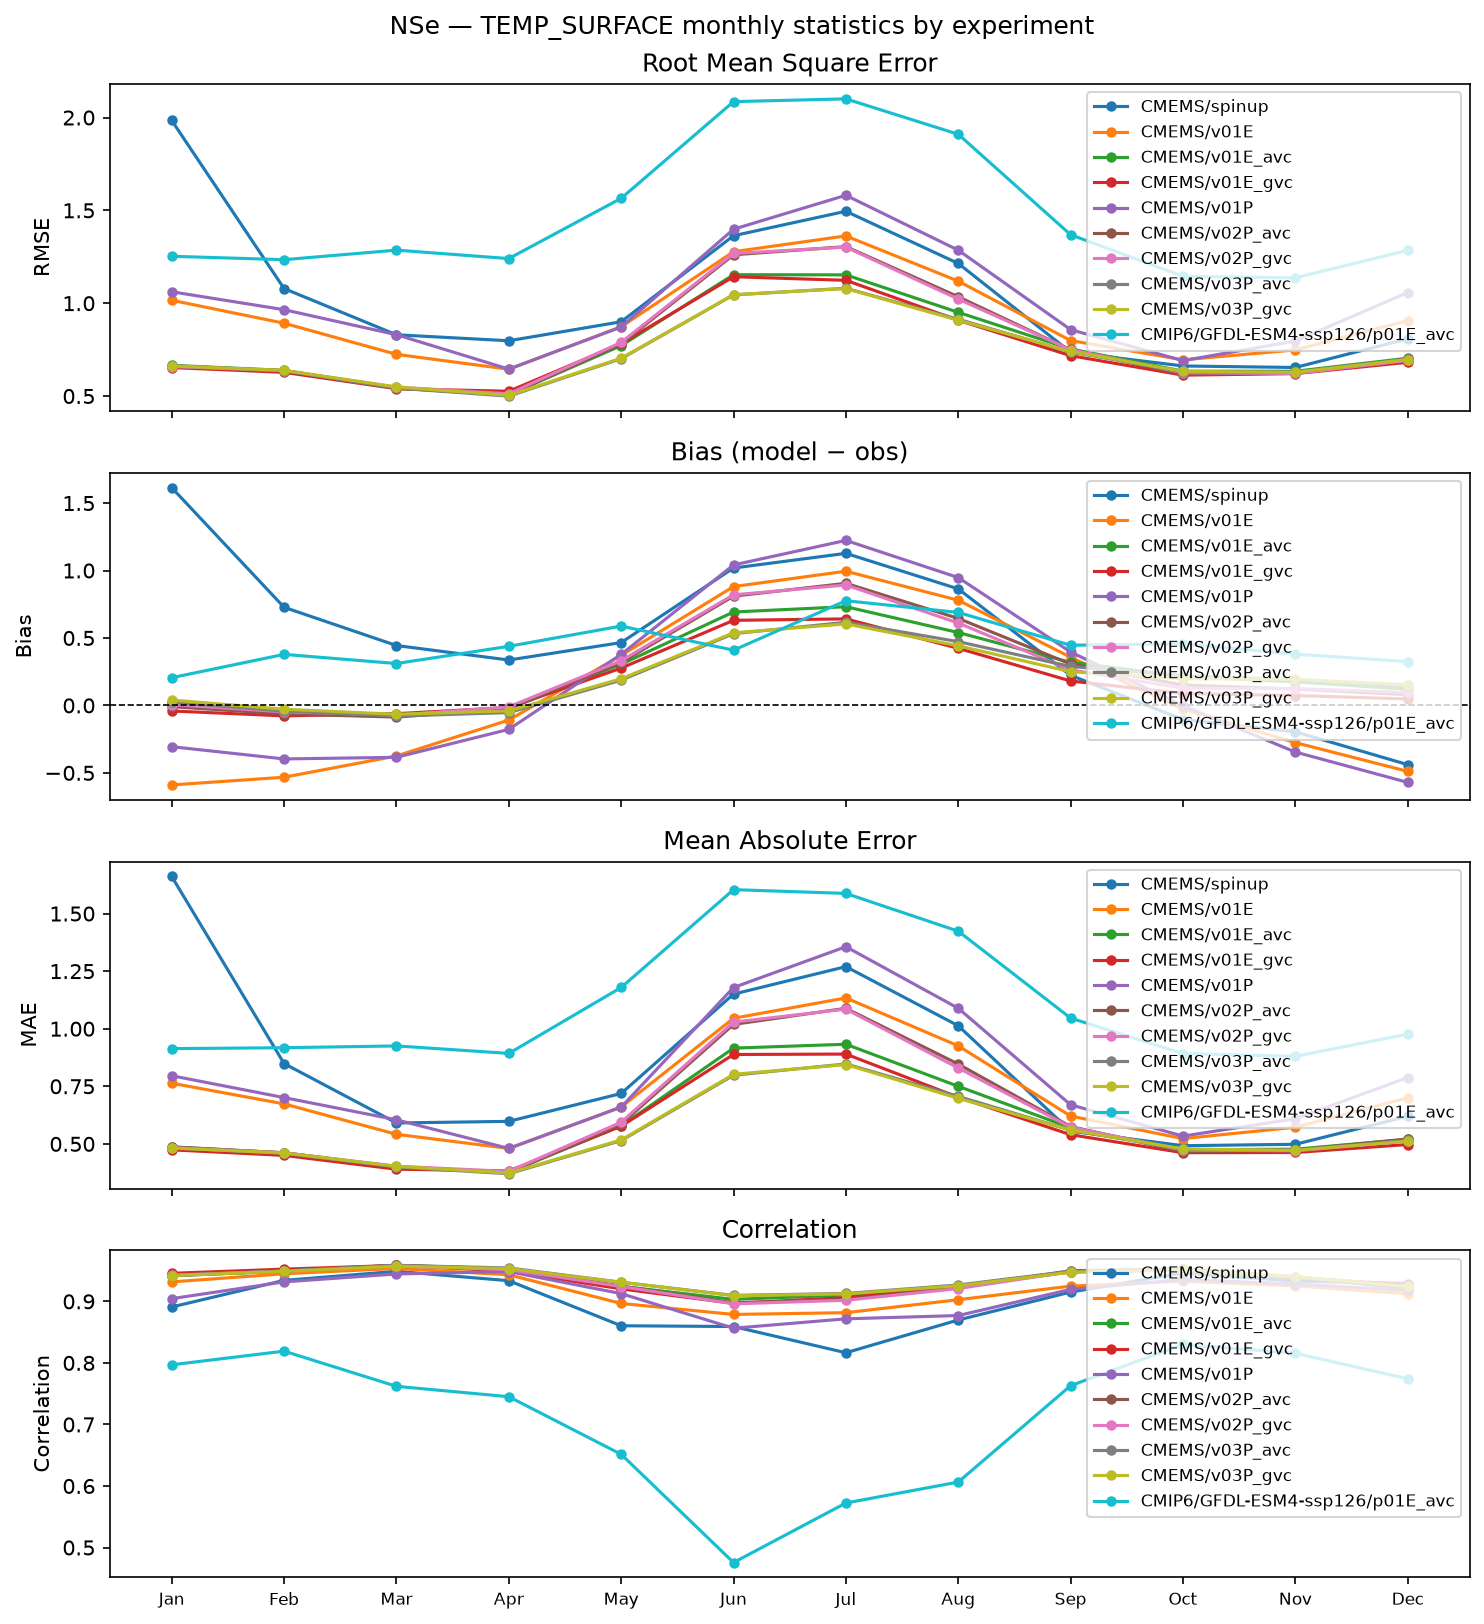 NSe — TEMP_SURFACE monthly statistics by experiment
Root Mean Square Error
RMSE
2.0
1.5
1.0
0.5
CMEMS/spinup
CMEMS/v01E
CMEMS/v01E_avc
CMEMS/v01E_gvc
CMEMS/v01P
CMEMS/v02P_avc
CMEMS/v02P_gvc
CMEMS/v03P_avc
CMEMS/v03P_gvc
CMIP6/GFDL-ESM4-ssp126/p01E_avc
Bias (model − obs)
Bias
1.5
1.0
0.5
0.0
−0.5
CMEMS/spinup
CMEMS/v01E
CMEMS/v01E_avc
CMEMS/v01E_gvc
CMEMS/v01P
CMEMS/v02P_avc
CMEMS/v02P_gvc
CMEMS/v03P_avc
CMEMS/v03P_gvc
CMIP6/GFDL-ESM4-ssp126/p01E_avc
Mean Absolute Error
MAE
1.50
1.25
1.00
0.75
0.50
CMEMS/spinup
CMEMS/v01E
CMEMS/v01E_avc
CMEMS/v01E_gvc
CMEMS/v01P
CMEMS/v02P_avc
CMEMS/v02P_gvc
CMEMS/v03P_avc
CMEMS/v03P_gvc
CMIP6/GFDL-ESM4-ssp126/p01E_avc
Correlation
Correlation
0.9
0.8
0.7
0.6
0.5
CMEMS/spinup
CMEMS/v01E
CMEMS/v01E_avc
CMEMS/v01E_gvc
CMEMS/v01P
CMEMS/v02P_avc
CMEMS/v02P_gvc
CMEMS/v03P_avc
CMEMS/v03P_gvc
CMIP6/GFDL-ESM4-ssp126/p01E_avc
Jan Feb Mar Apr May Jun Jul Aug Sep Oct Nov Dec